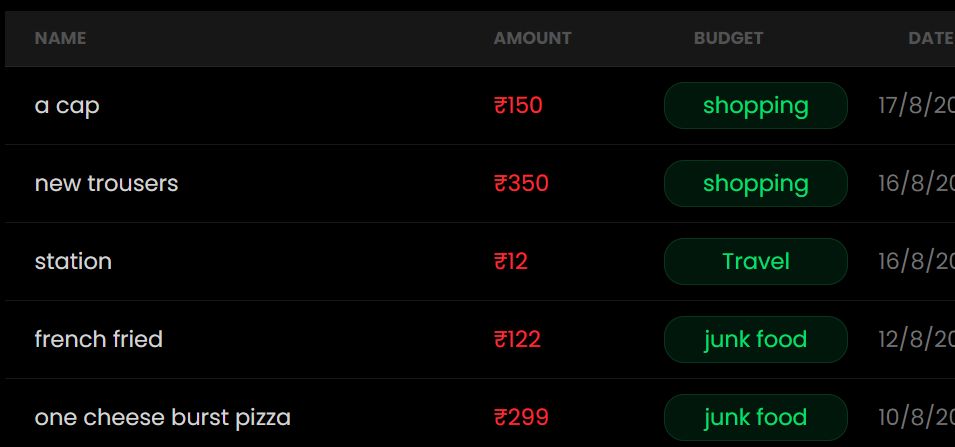 NAME AMOUNT BUDGET DATE
a cap ₹150 shopping 17/8/20
new trousers ₹350 shopping 16/8/20
station ₹12 Travel 16/8/20
french fried ₹122 junk food 12/8/20
one cheese burst pizza ₹299 junk food 10/8/20